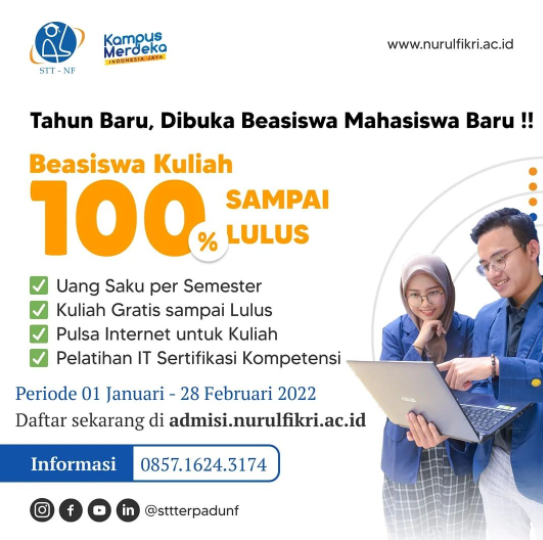 STT - NF
Kampus
Merdeka
INDONESIA JAYA
www.nurulfikri.ac.id
Tahun Baru, Dibuka Beasiswa Mahasiswa Baru !!
Beasiswa Kuliah
100% SAMPAI
LULUS
Uang Saku per Semester
Kuliah Gratis sampai Lulus
Pulsa Internet untuk Kuliah
Pelatihan IT Sertifikasi Kompetensi
Periode 01 Januari - 28 Februari 2022
Daftar sekarang di admisi.nurulfikri.ac.id
Informasi 0857.1624.3174
@sttterpadunf